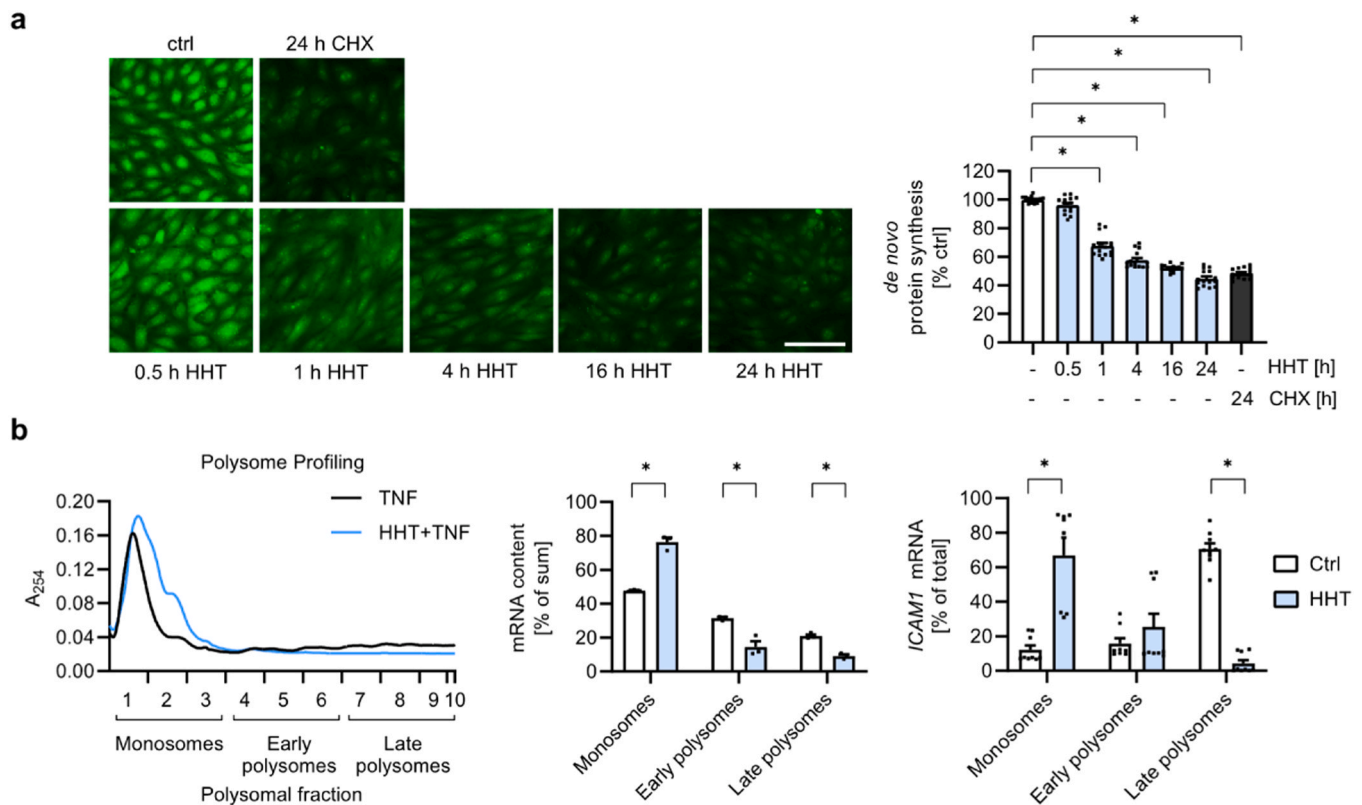 a
ctrl
24 h CHX
0.5 h HHT
1 h HHT
4 h HHT
16 h HHT
24 h HHT
*
*
*
*
*
de novo
protein synthesis
[% ctrl]
120
100
80
60
40
20
0
- 0.5 1 4 16 24 - HHT [h]
- - - - - - 24 CHX [h]
b
Polysome Profiling
TNF
HHT+TNF
A254
0.20
0.16
0.12
0.08
0.04
0.00
1 2 3 4 5 6 7 8 9 10
Monosomes
Early
polysomes
Late
polysomes
Polysomal fraction
* * *
mRNA content
[% of sum]
100
80
60
40
20
0
Monosomes
Early polysomes
Late polysomes
* *
ICAM1 mRNA
[% of total]
100
80
60
40
20
0
Monosomes
Early polysomes
Late polysomes
Ctrl
HHT